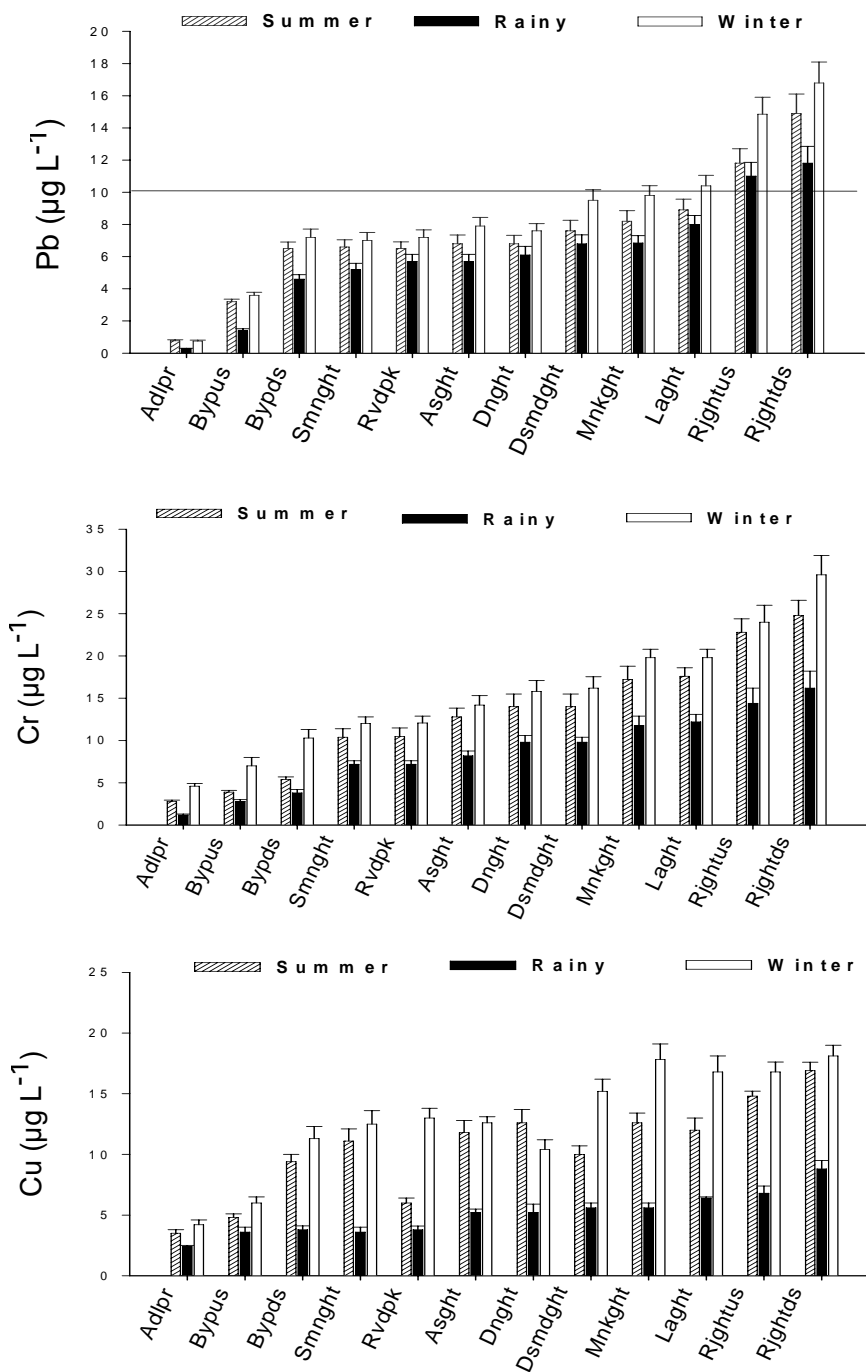 Summer Rainy Winter
20
18
16
14
12
10
8
6
4
2
0
Pb (µg L⁻¹)
Adlpr Bypus Bypds Smnght Rvdpk Asght Dnght Dsmdght Mnkght Laght Rjghtus Rjghtds
Summer Rainy Winter
35
30
25
20
15
10
5
0
Cr (µg L⁻¹)
Adlpr Bypus Bypds Smnght Rvdpk Asght Dnght Dsmdght Mnkght Laght Rjghtus Rjghtds
Summer Rainy Winter
25
20
15
10
5
0
Cu (µg L⁻¹)
Adlpr Bypus Bypds Smnght Rvdpk Asght Dnght Dsmdght Mnkght Laght Rjghtus Rjghtds